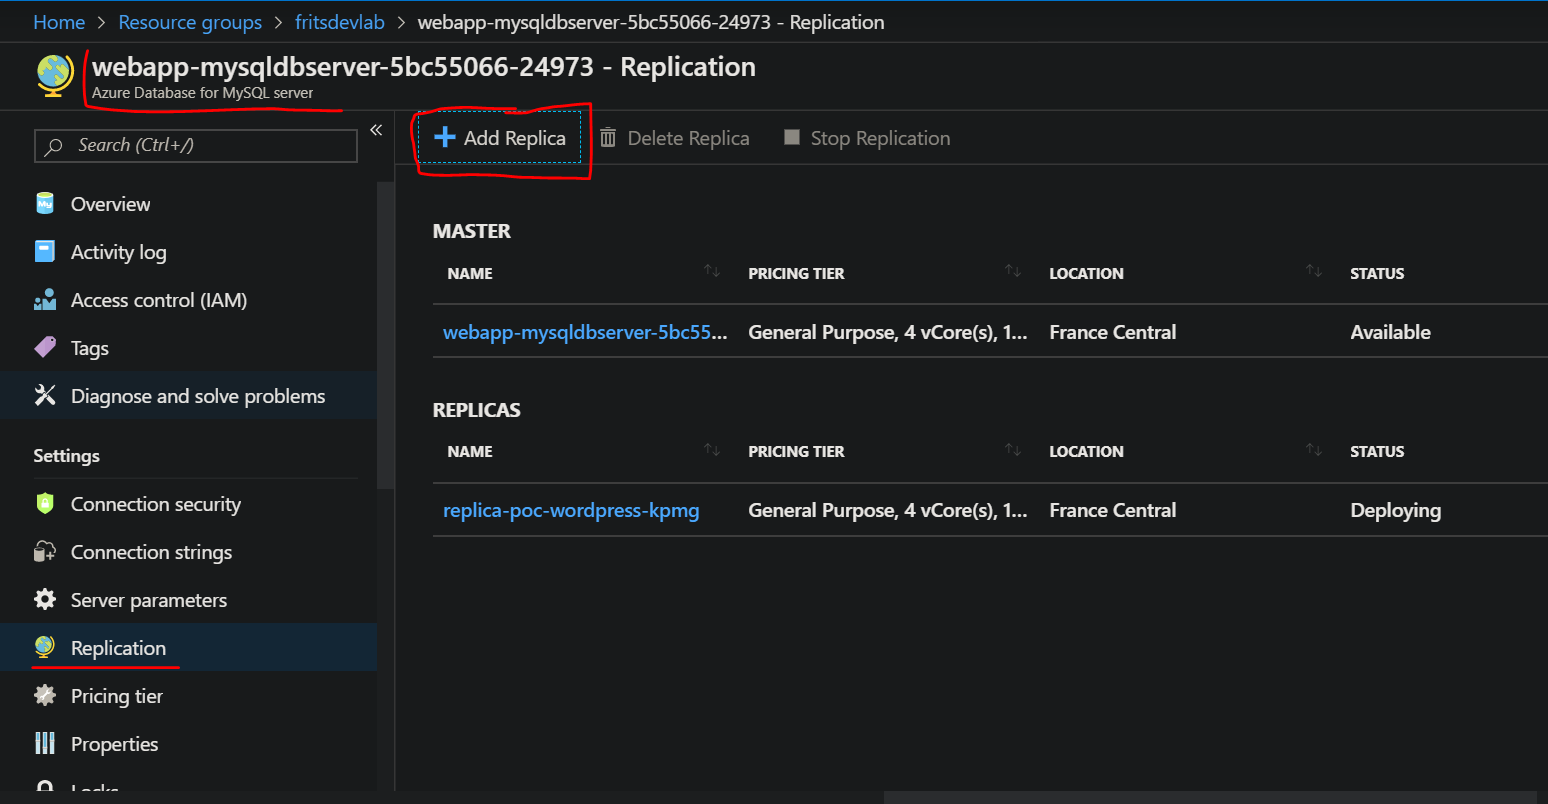 Home > Resource groups > fritsdevlab > webapp-mysqldbserver-5bc55066-24973 - Replication
webapp-mysqldbserver-5bc55066-24973 - Replication
Azure Database for MySQL server
Search (Ctrl+/)
«
Overview
Activity log
Access control (IAM)
Tags
Diagnose and solve problems
Settings
Connection security
Connection strings
Server parameters
Replication
Pricing tier
Properties
Locks
Add Replica Delete Replica Stop Replication
MASTER
NAME PRICING TIER LOCATION STATUS
webapp-mysqldbserver-5bc55... General Purpose, 4 vCore(s), 1... France Central Available
REPLICAS
NAME PRICING TIER LOCATION STATUS
replica-poc-wordpress-kpmg General Purpose, 4 vCore(s), 1... France Central Deploying